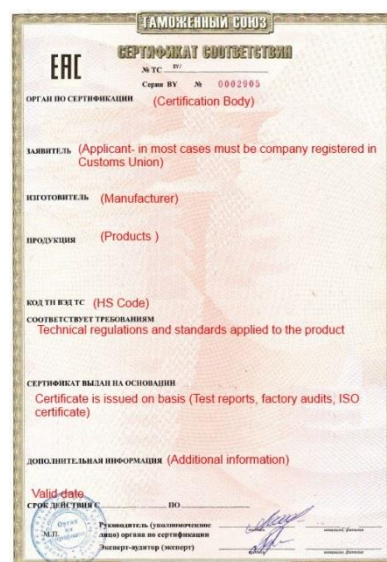 ТАМОЖЕННЫЙ СОЮЗ
ЕАС
СЕРТИФИКАТ СООТВЕТСТВИЯ
№ ТС BY/
Серия BY № 0002905
ОРГАН ПО СЕРТИФИКАЦИИ (Certification Body)
ЗАЯВИТЕЛЬ (Applicant- in most cases must be company registered in
Customs Union)
ИЗГОТОВИТЕЛЬ (Manufacturer)
ПРОДУКЦИЯ (Products )
КОД ТН ВЭД ТС (HS Code)
СООТВЕТСТВУЕТ ТРЕБОВАНИЯМ
Technical regulations and standards applied to the product
СЕРТИФИКАТ ВЫДАН НА ОСНОВАНИИ
Certificate is issued on basis (Test reports, factory audits, ISO
certificate)
ДОПОЛНИТЕЛЬНАЯ ИНФОРМАЦИЯ (Additional information)
Valid date
СРОК ДЕЙСТВИЯ С ПО
Орган
по
М.П.
Руководитель (уполномоченное
лицо) органа по сертификации
Эксперт-аудитор (эксперт)